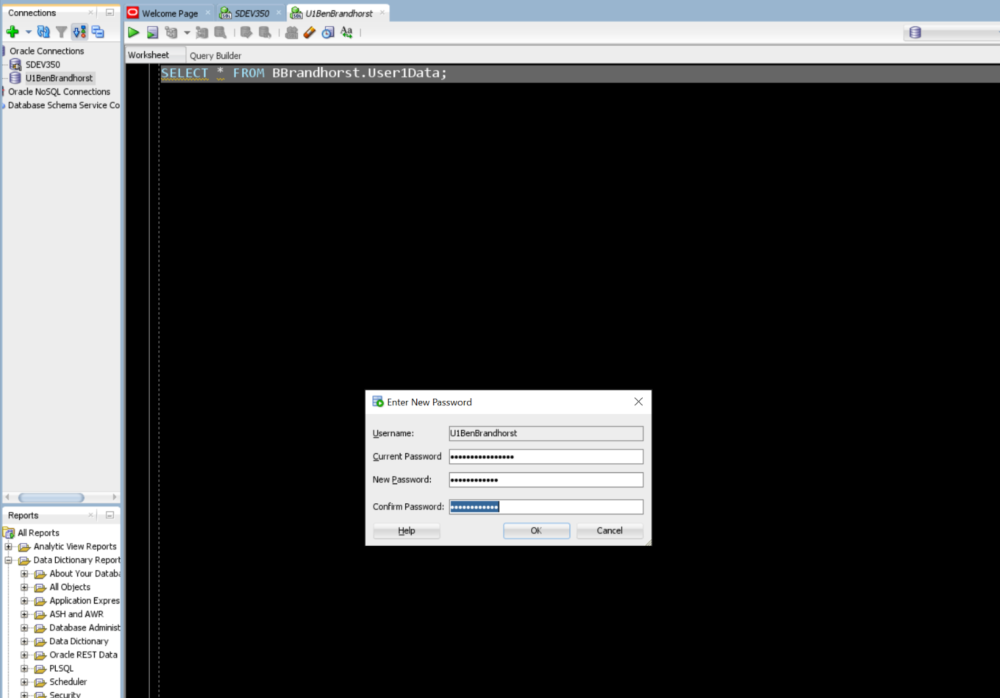 Connections
Welcome Page
SDEV350
U1BenBrandhorst
Oracle Connections
SDEV350
U1BenBrandhorst
Oracle NoSQL Connections
Database Schema Service Co
Worksheet
Query Builder
SELECT * FROM BBrandhorst.User1Data;
Enter New Password
Username:
U1BenBrandhorst
Current Password
••••••••••••••••
New Password:
••••••••••••
Confirm Password:
••••••••••••
Help
OK
Cancel
Reports
All Reports
Analytic View Reports
Data Dictionary Report
About Your Databa
All Objects
Application Expres
ASH and AWR
Database Administ
Data Dictionary
Oracle REST Data
PLSQL
Scheduler
Security